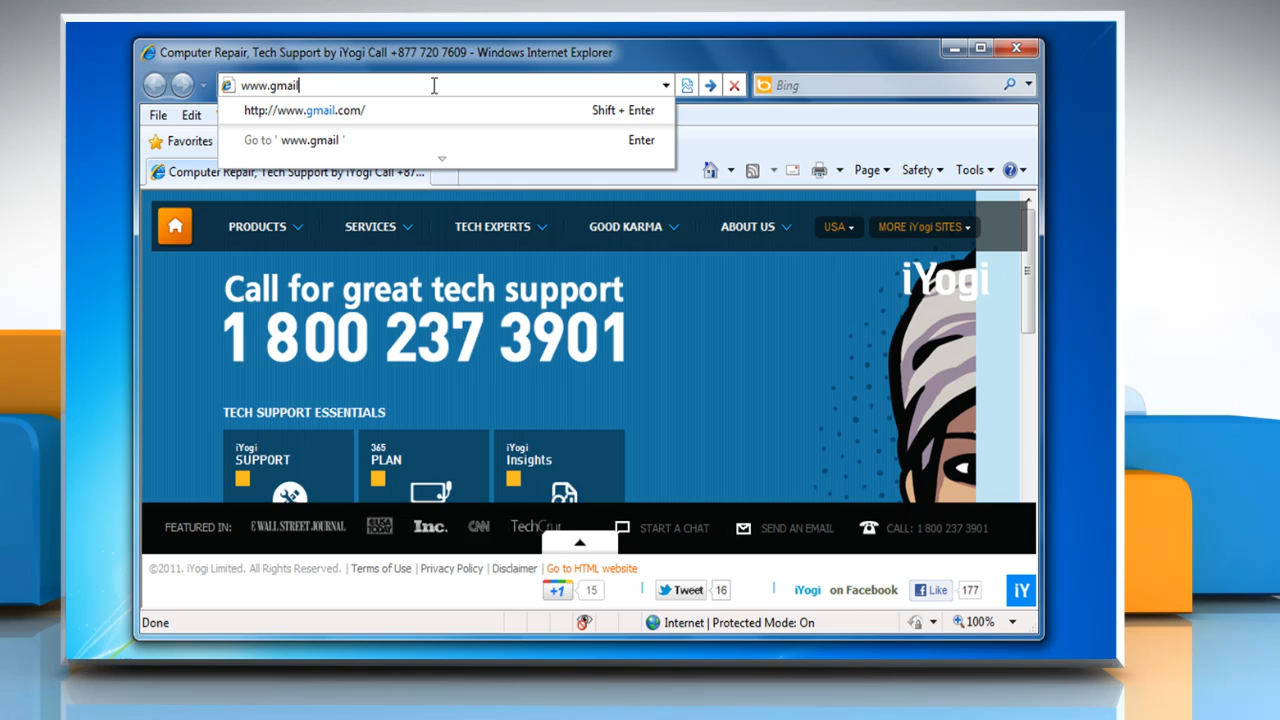 Computer Repair, Tech Support by iYogi Call +877 720 7609 - Windows Internet Explorer
www.gmail
Bing
http://www.gmail.com/ Shift + Enter
File Edit
Go to ' www.gmail ' Enter
Favorites
Computer Repair, Tech Support by iYogi Call +87...
Page Safety Tools
PRODUCTS SERVICES TECH EXPERTS GOOD KARMA ABOUT US USA MORE iYogi SITES
iYogi
Call for great tech support
1 800 237 3901
TECH SUPPORT ESSENTIALS
iYogi SUPPORT
365 PLAN
iYogi Insights
FEATURED IN: WALL STREET JOURNAL USA TODAY Inc. CNN TechCrur START A CHAT SEND AN EMAIL CALL: 1 800 237 3901
©2011. iYogi Limited. All Rights Reserved. | Terms of Use | Privacy Policy | Disclaimer | Go to HTML website
+1 15 Tweet 16 iYogi on Facebook Like 177 iY
Done Internet | Protected Mode: On 100%